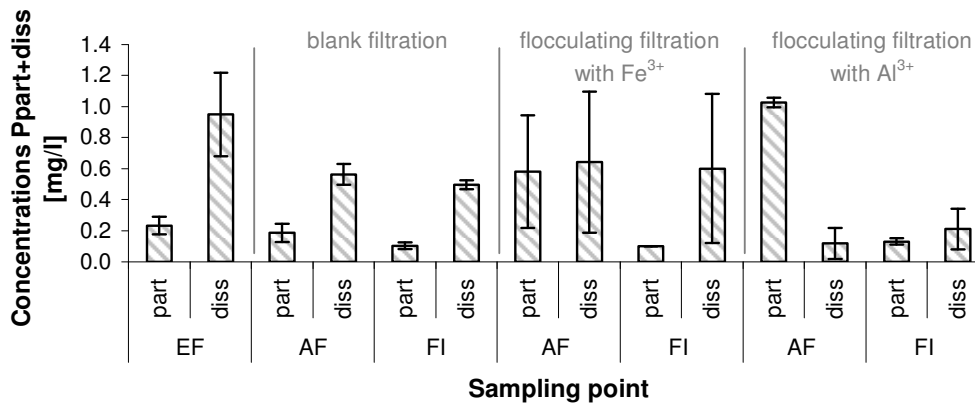 blank filtration
flocculating filtration
with Fe³⁺
flocculating filtration
with Al³⁺
Concentrations Ppart+diss
[mg/l]
1.4
1.2
1.0
0.8
0.6
0.4
0.2
0.0
part diss part diss part diss part diss part diss part diss part diss
EF AF FI AF FI AF FI
Sampling point